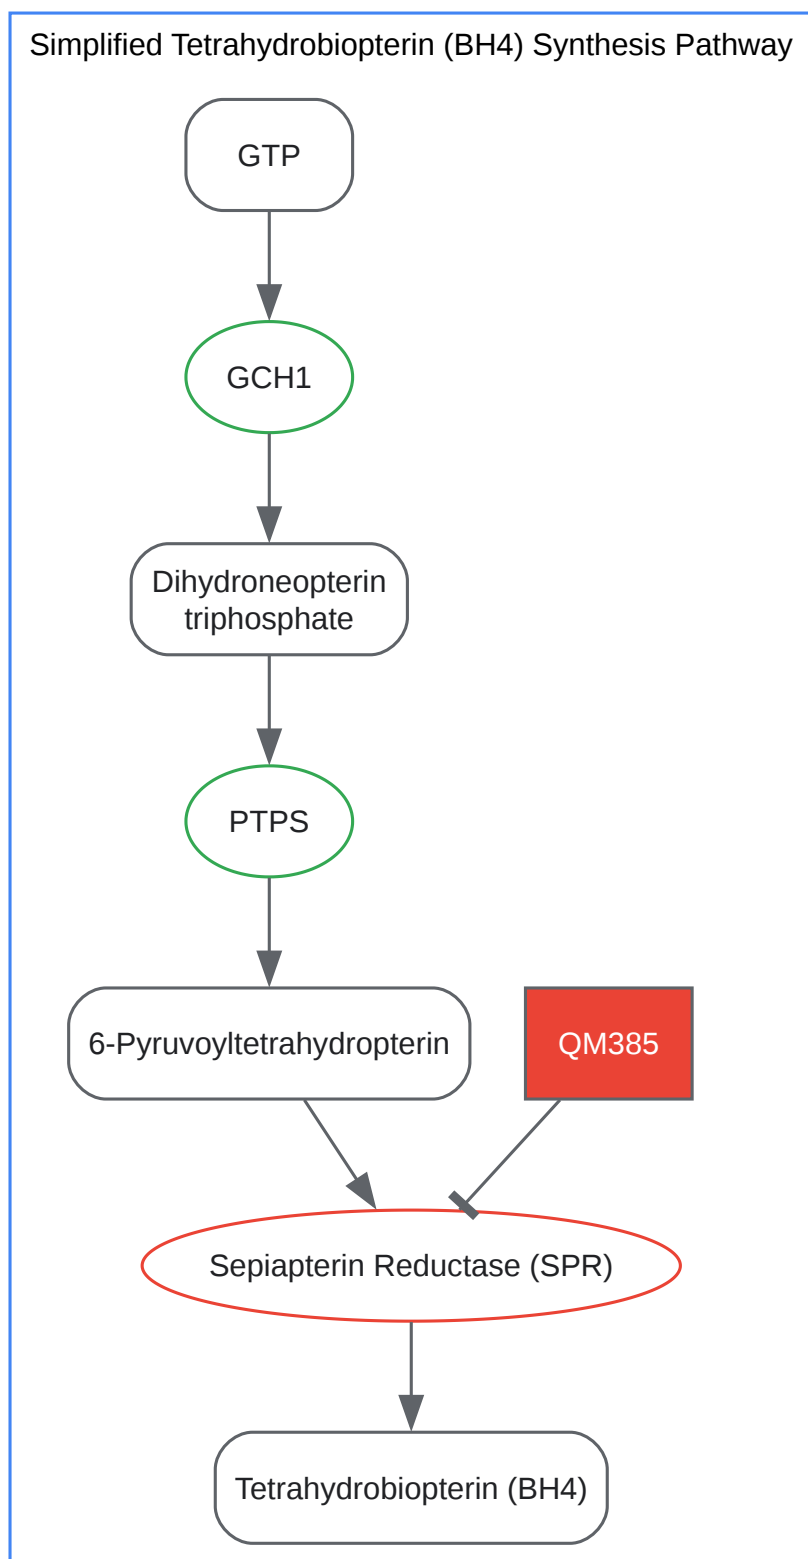 Simplified Tetrahydrobiopterin (BH4) Synthesis Pathway
GTP
GCH1
Dihydroneopterin
triphosphate
PTPS
6-Pyruvoyltetrahydropterin
QM385
Sepiapterin Reductase (SPR)
Tetrahydrobiopterin (BH4)